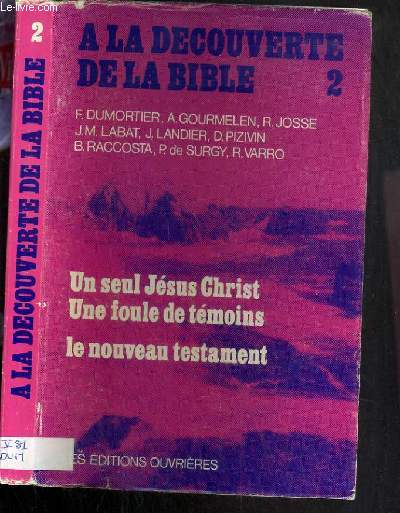 © Le-livre.com
2
A LA DECOUVERTE DE LA BIBLE
A LA DECOUVERTE
DE LA BIBLE 2
F. DUMORTIER, A. GOURMELEN, R. JOSSE
J.M. LABAT, J. LANDIER, D. PIZIVIN
B. RACCOSTA, P. de SURGY, R. VARRO
Un seul Jésus Christ
Une foule de témoins
le nouveau testament
ES EDITIONS OUVRIÈRES